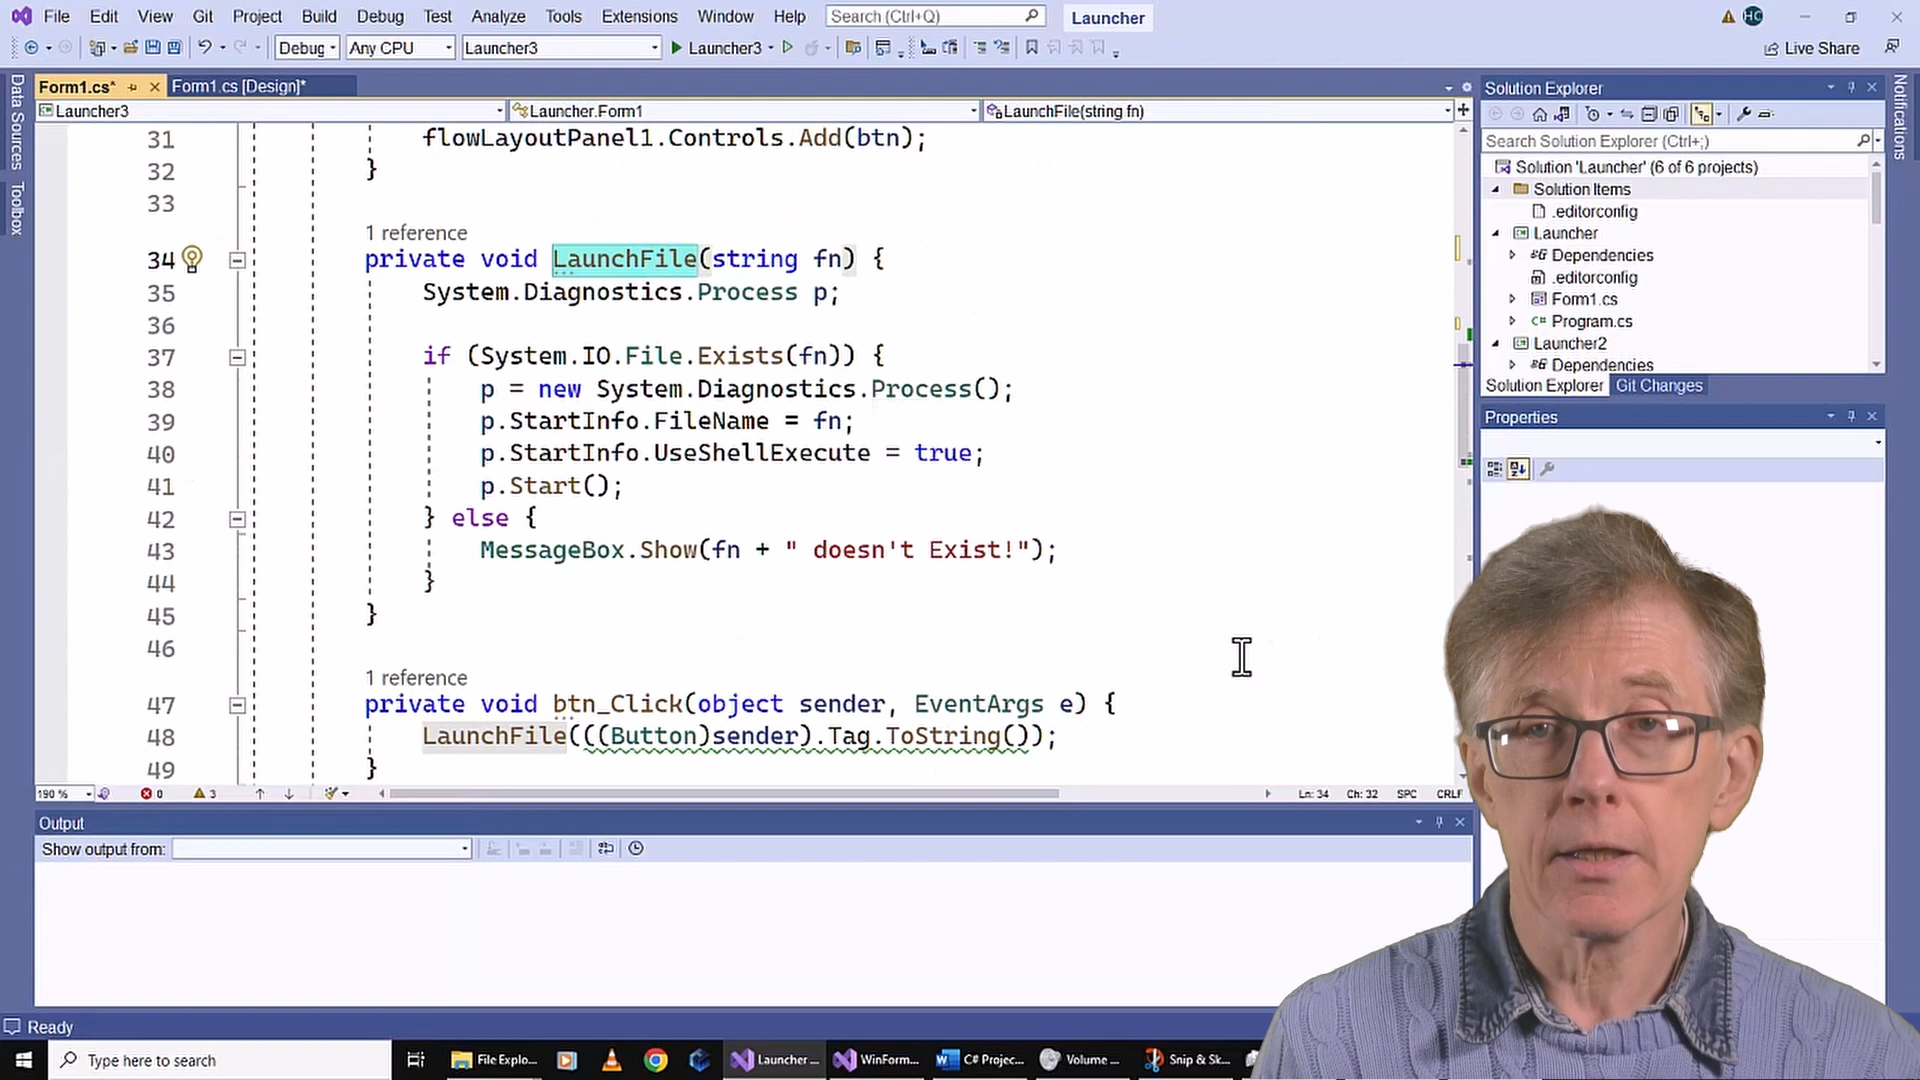 File Edit View Git Project Build Debug Test Analyze Tools Extensions Window Help Search (Ctrl+Q) Launcher HC
Debug Any CPU Launcher3 Launcher3 Live Share
Data Sources
Toolbox
Form1.cs* Form1.cs [Design]*
Launcher3 Launcher.Form1 LaunchFile(string fn)
31 flowLayoutPanel1.Controls.Add(btn);
32 }
33
1 reference
34 private void LaunchFile(string fn) {
35 System.Diagnostics.Process p;
36
37 if (System.IO.File.Exists(fn)) {
38 p = new System.Diagnostics.Process();
39 p.StartInfo.FileName = fn;
40 p.StartInfo.UseShellExecute = true;
41 p.Start();
42 } else {
43 MessageBox.Show(fn + " doesn't Exist!");
44 }
45 }
46
1 reference
47 private void btn_Click(object sender, EventArgs e) {
48 LaunchFile(((Button)sender).Tag.ToString());
49 }
190 % 0 3 Ln: 34 Ch: 32 SPC CRLF
Output
Show output from:
Solution Explorer
Search Solution Explorer (Ctrl+;)
Solution 'Launcher' (6 of 6 projects)
Solution Items
.editorconfig
Launcher
Dependencies
.editorconfig
Form1.cs
C# Program.cs
Launcher2
Dependencies
Solution Explorer Git Changes
Properties
Notifications
Ready
Type here to search File Explo... Launcher ... WinForm... C# Projec... Volume ... Snip & Sk...